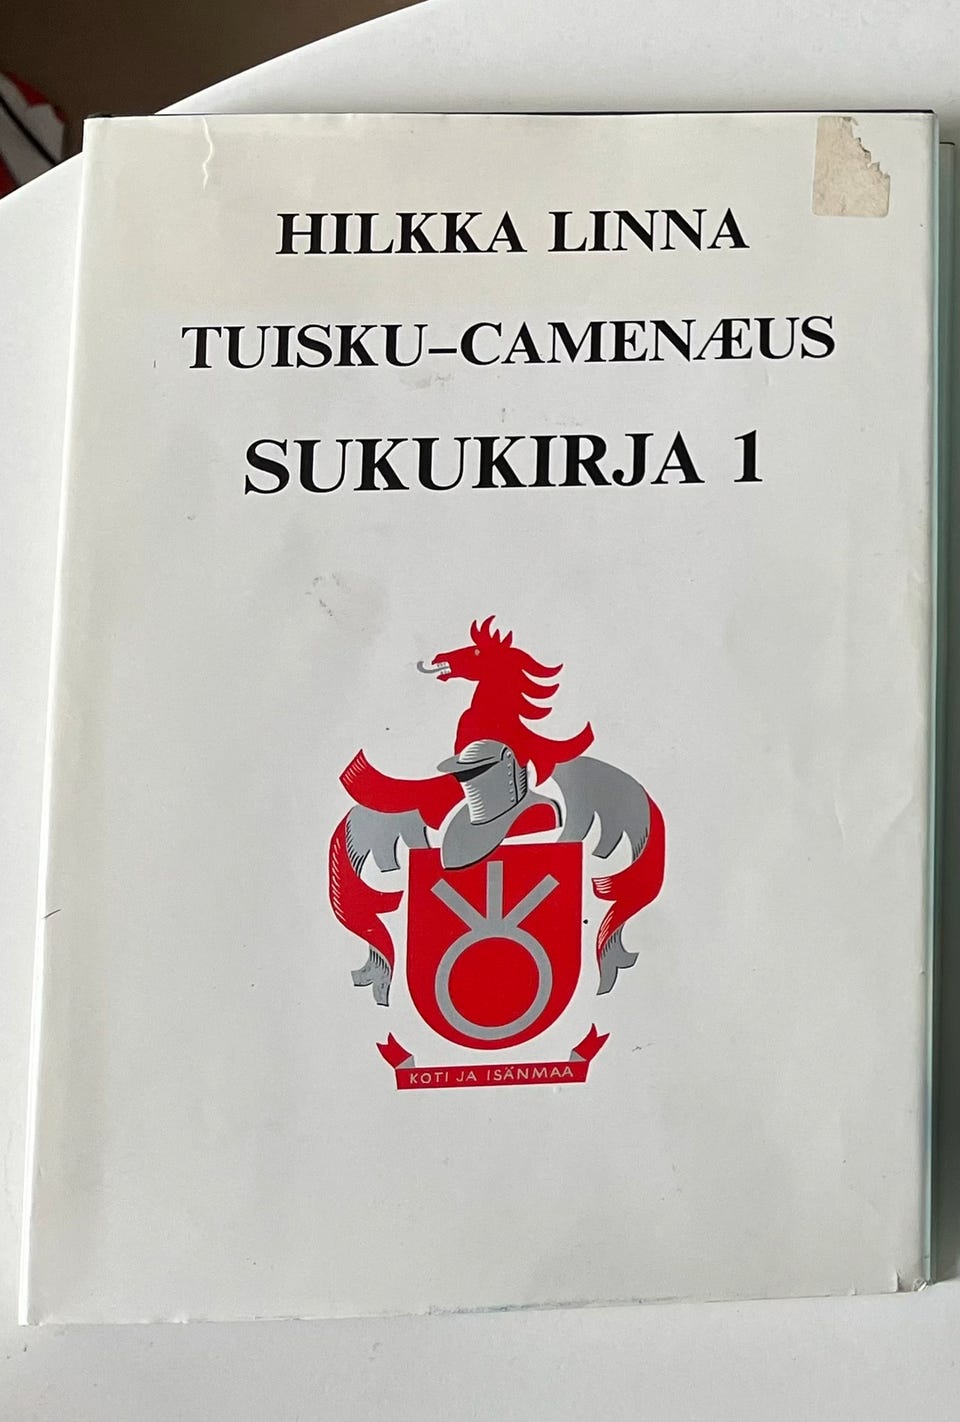 HILKKA LINNA
TUISKU–CAMENÆUS
SUKUKIRJA 1
KOTI JA ISÄNMAA